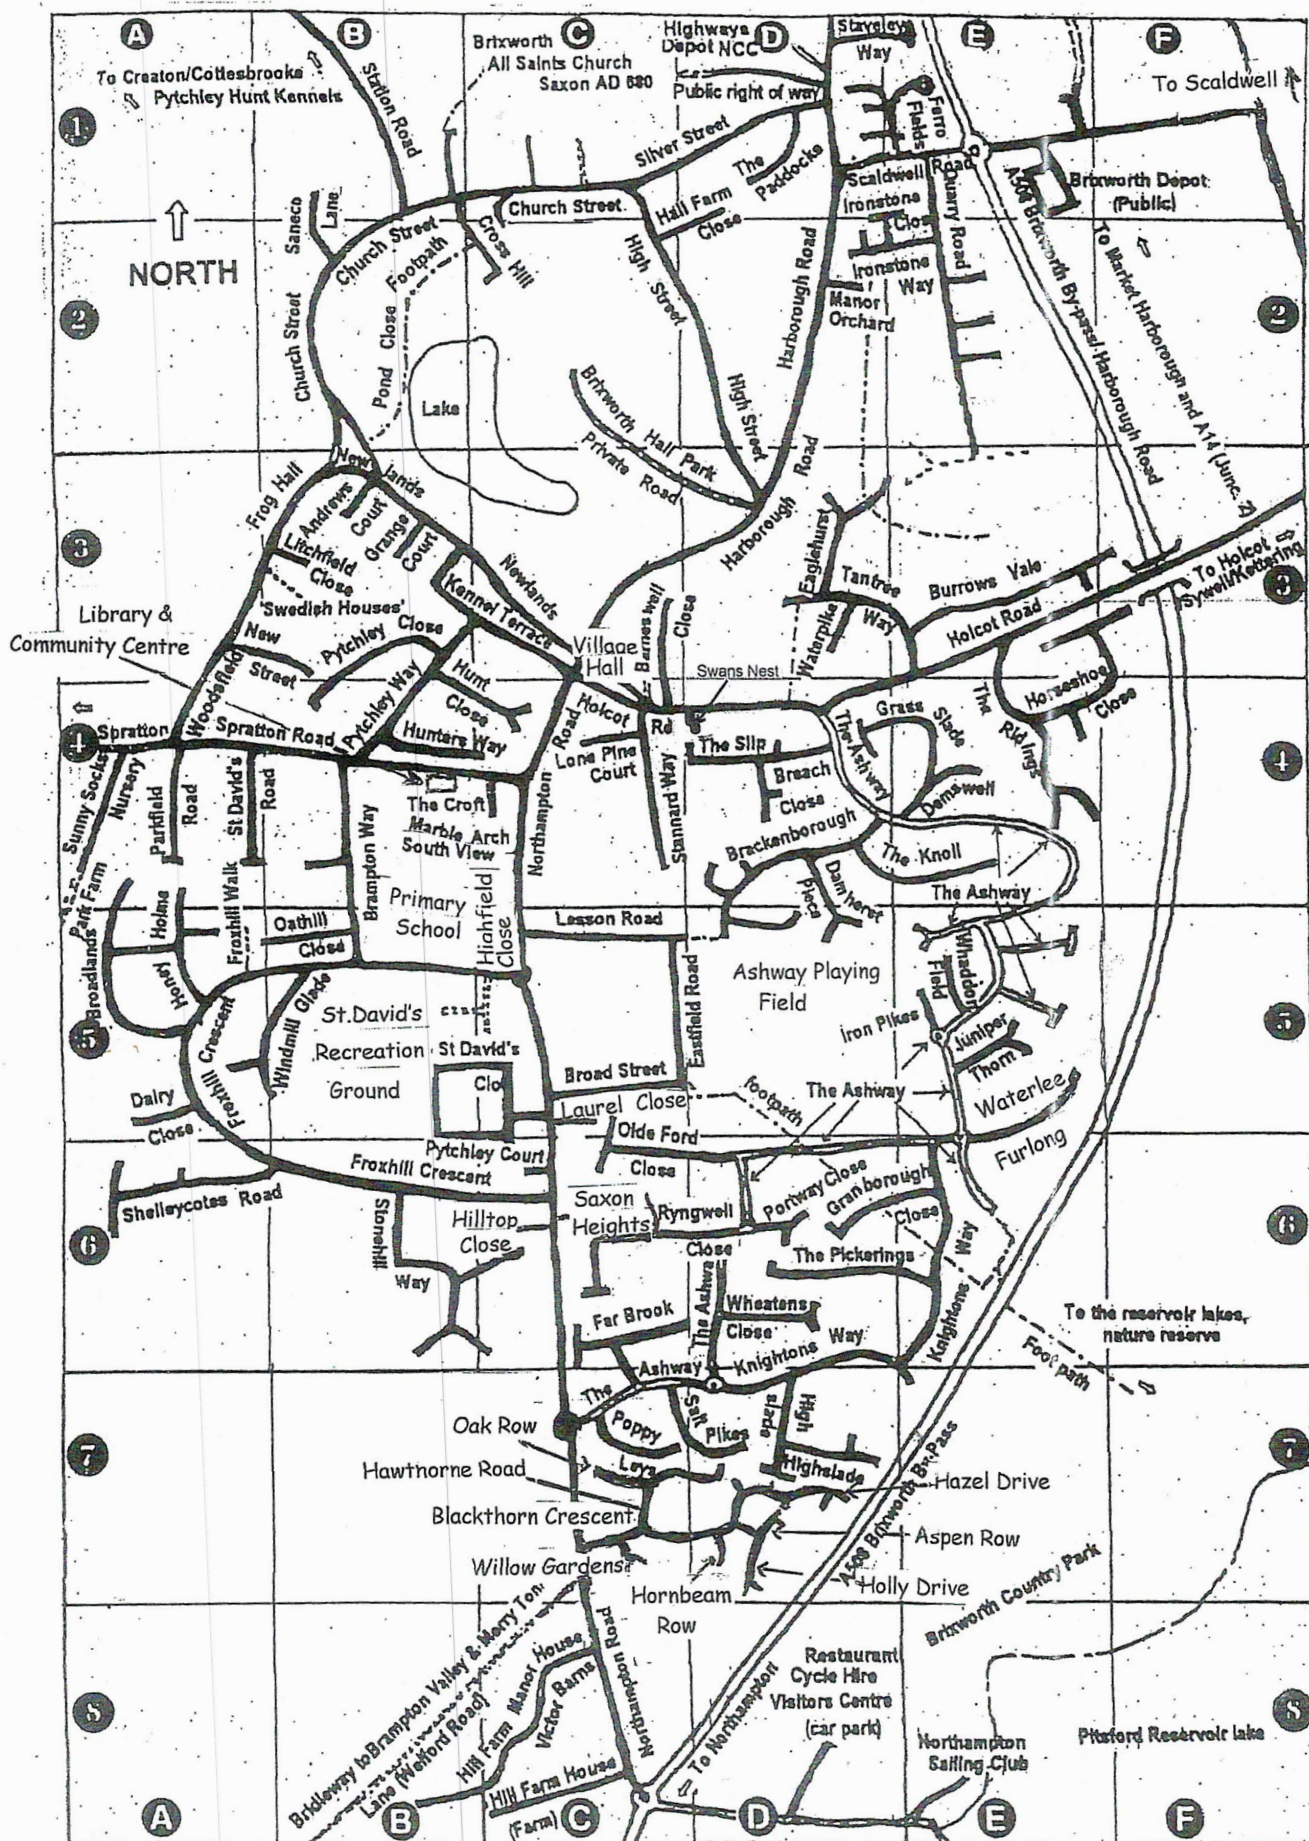 A
B
C
D
E
F
To Creaton/Cottesbrooke
Pytchley Hunt Kennels
Station Road
Brixworth
All Saints Church
Saxon AD 680
Highways
Depot NCC
Staveley
Way
To Scaldwell
1
Public right of way
Silver Street
The
Paddocks
Ferro
Fields
Scaldwell Road
Brixworth Depot
(Public)
Saneco
Lane
Church Street
Church Street
Cross Hill
Hall Farm
Close
Ironstone
Clo
Quarry Road
NORTH
Footpath
High Street
Harborough Road
Ironstone
Way
Manor
Orchard
A508 Brixworth By-pass/ Harborough Road
To Market Harborough and A14 (Junc. 2)
2
2
Church Street
Pond Close
Lake
High Street
Brixworth Hall Park
Private Road
Harborough Road
Frog Hall
Newlands
Andrews
Court
Grange
Court
3
Litchfield
Close
Newlands
Eaglehurst
Tantree
Way
Burrows Vale
To Holcot
Sywell/Kettering
'Swedish Houses'
Kennel Terrace
Barneswell
Close
Waterpike
Holcot Road
Library &
Community Centre
New
Street
Pytchley Close
Village
Hall
Swans Nest
Woodsfield
Pytchley Way
Hunt
Close
Holcot
Rd
Grass
Slade
The
Ridings
Horseshoe
Close
4
4
Spratton
Spratton Road
Hunters Way
Road
Lone Pine
Court
The Slip
The Ashway
Sunny Socks
Nursery
Parkfield
Road
St David's
Road
The Croft
Marble Arch
South View
Northampton
Stannard Way
Breach
Close
Demswell
Brackenborough
The Knoll
Park Farm
Holme
Froxhill Walk
Brampton Way
Primary
School
Highfield
Close
Damherst
Piece
The Ashway
Oathill
Close
Lesson Road
Broadlands
Honey
Ashway Playing
Field
Whaddon
Field
5
5
Froxhill Crescent
Windmill Glade
St.David's
Recreation
Ground
St David's
Clo
Eastfield Road
Iron Pikes
Juniper
Thorn
Broad Street
Dairy
Close
Laurel Close
footpath
The Ashway
Waterlee
Furlong
Pytchley Court
Olde Ford
Close
Froxhill Crescent
Shelleycotes Road
Saxon
Heights
Ryngwell
Close
Portway Close
Granborough
Close
6
6
Stonehill
Way
Hilltop
Close
The Pickerings
Knightons Way
Far Brook
The Ashwa
Wheatens
Close
To the reservoir lakes,
nature reserve
Footpath
The Ashway
Knightons Way
7
7
Oak Row
Poppy
Leys
Salt
Pikes
High
slade
Highslade
Hawthorne Road
Hazel Drive
Blackthorn Crescent
Aspen Row
A508 Brixworth By-Pass
Willow Gardens
Hornbeam
Row
Holly Drive
Brixworth Country Park
Bridleway to Brampton Valley & Merry Tom
Lane (Welford Road)
Hill Farm Manor House,
Victor Barns
Northampton Road
Restaurant
Cycle Hire
Visitors Centre
(car park)
8
8
To Northampton
Northampton
Sailing Club
Pitsford Reservoir lake
Hill Farm House
(Farm)
A
B
C
D
E
F